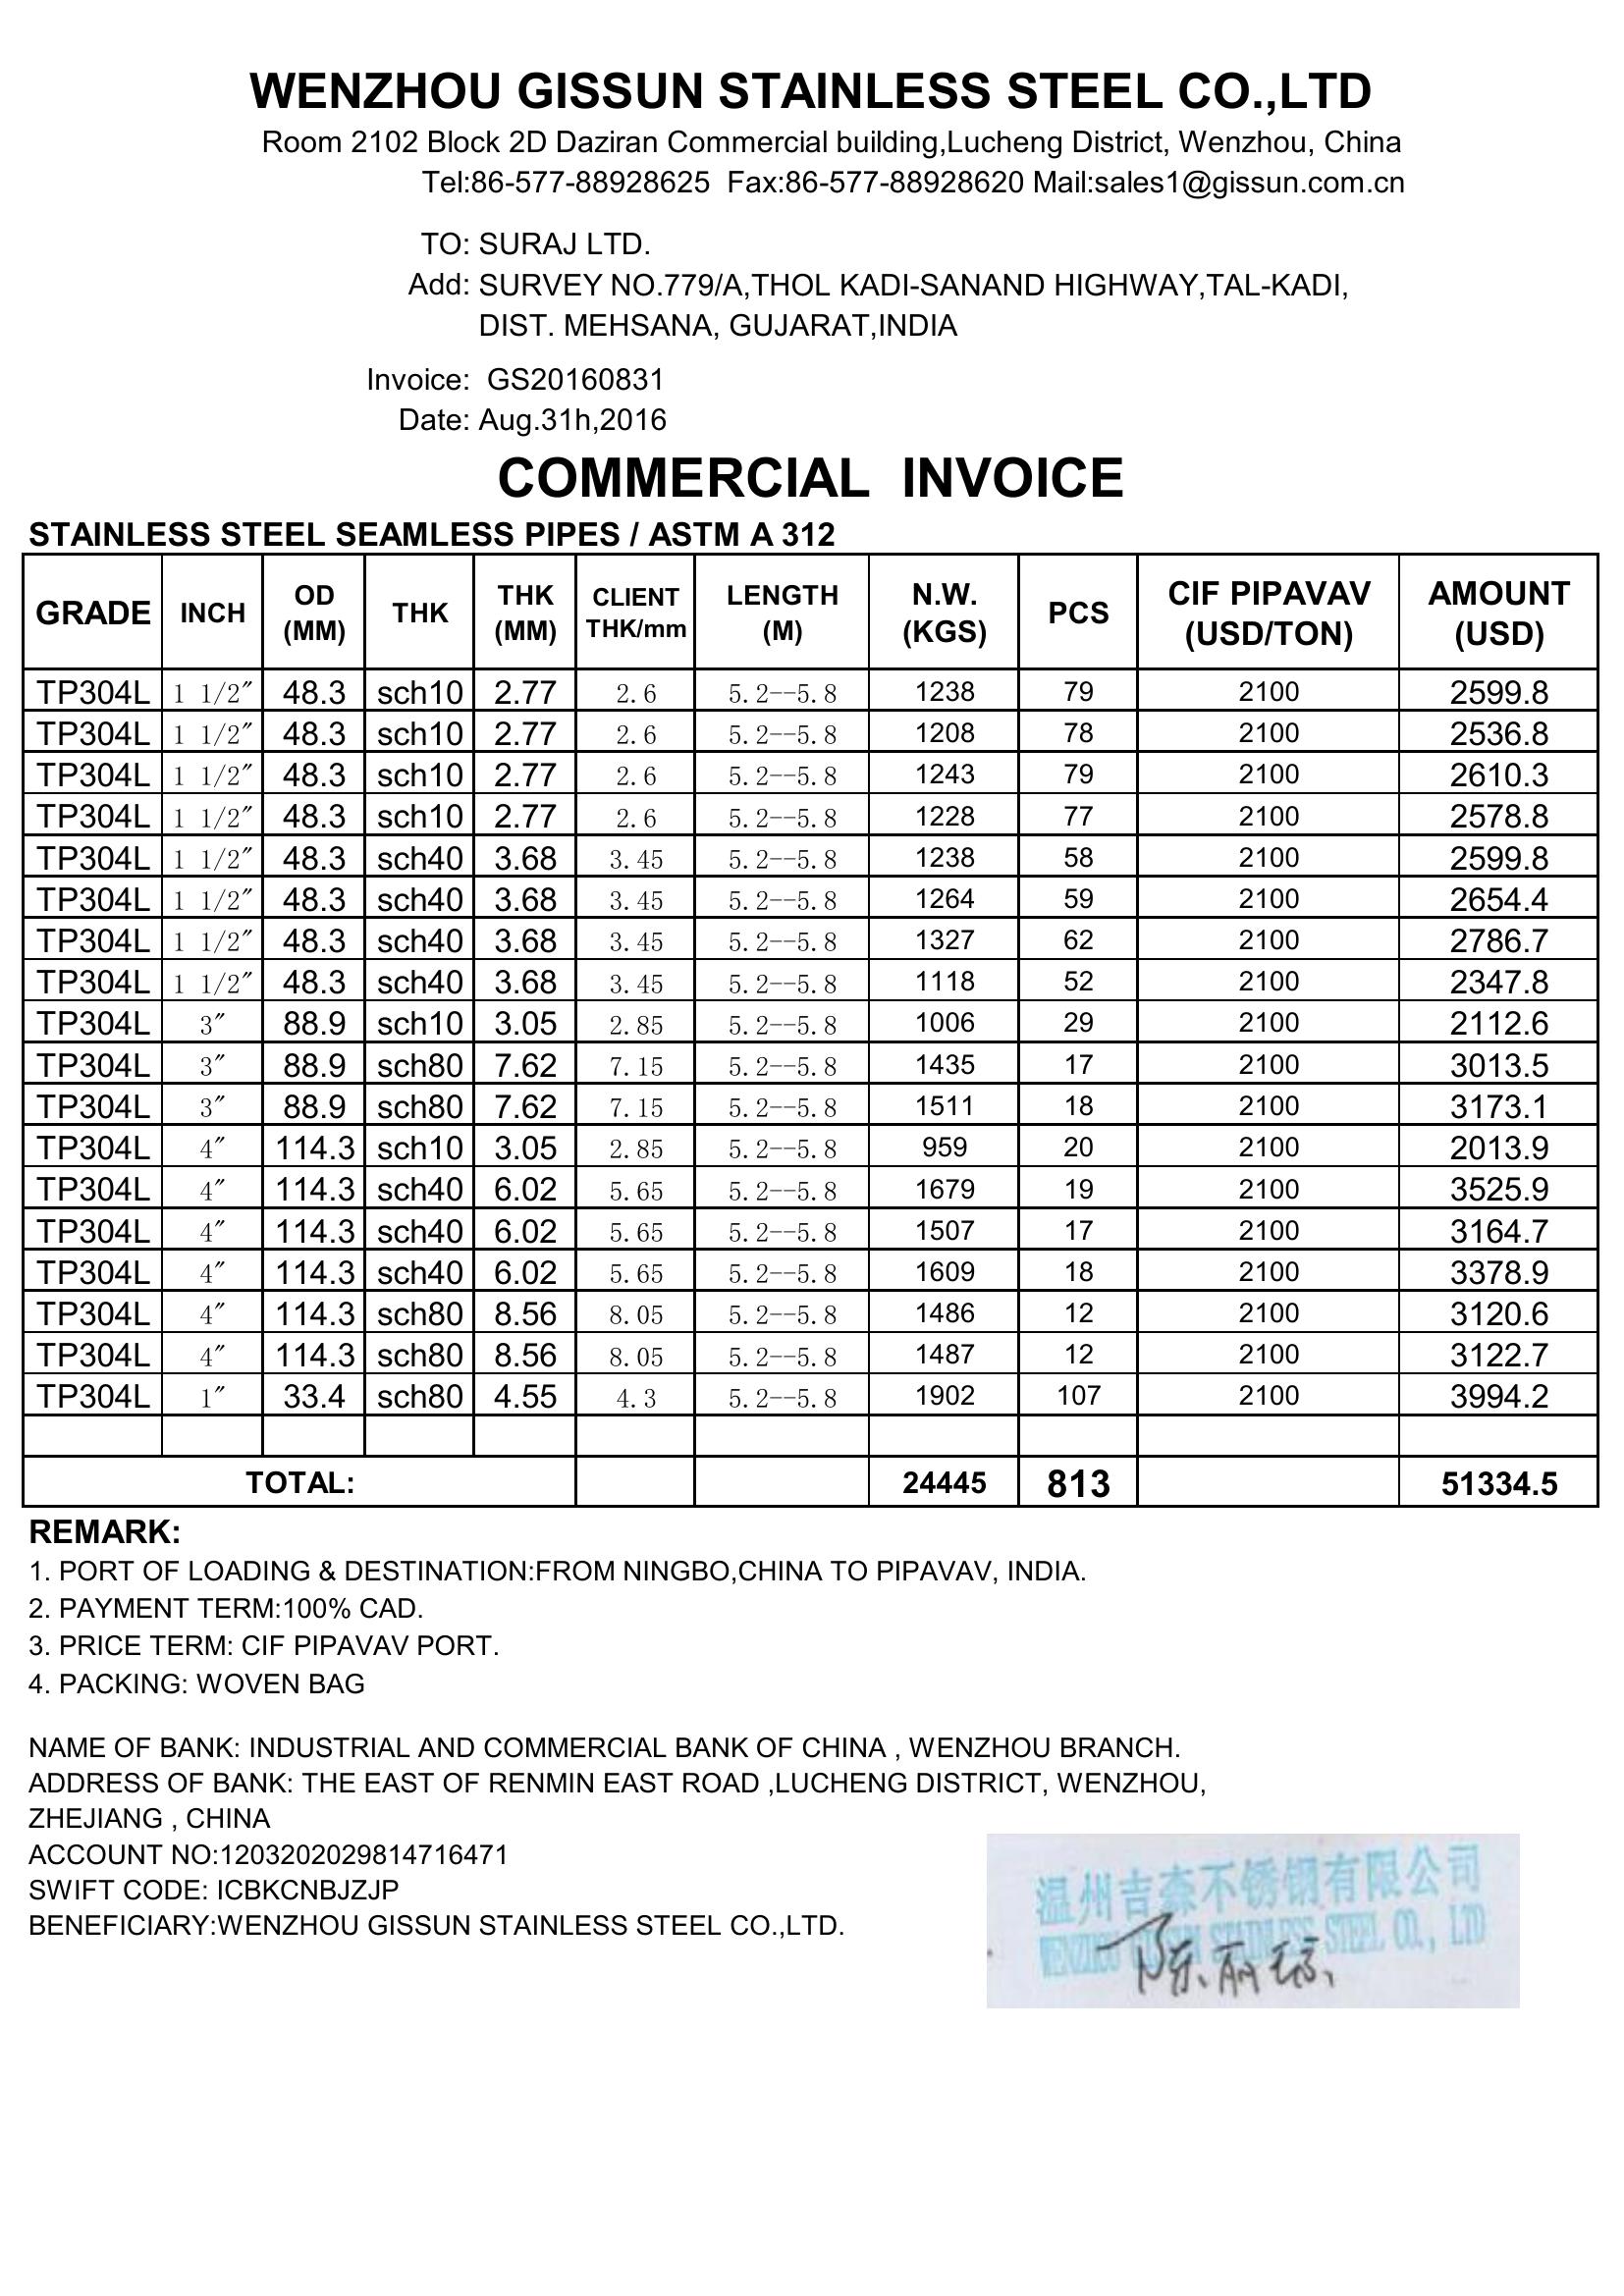 WENZHOU GISSUN STAINLESS STEEL CO.,LTD
Room 2102 Block 2D Daziran Commercial building,Lucheng District, Wenzhou, China
Tel:86-577-88928625  Fax:86-577-88928620 Mail:sales1@gissun.com.cn
TO: SURAJ LTD.
Add: SURVEY NO.779/A,THOL KADI-SANAND HIGHWAY,TAL-KADI,
DIST. MEHSANA, GUJARAT,INDIA
Invoice: GS20160831
Date: Aug.31h,2016
COMMERCIAL INVOICE
STAINLESS STEEL SEAMLESS PIPES / ASTM A 312
GRADE INCH OD (MM) THK THK (MM) CLIENT THK/mm LENGTH (M) N.W. (KGS) PCS CIF PIPAVAV (USD/TON) AMOUNT (USD)
TP304L 1 1/2″ 48.3 sch10 2.77 2.6 5.2--5.8 1238 79 2100 2599.8
TP304L 1 1/2″ 48.3 sch10 2.77 2.6 5.2--5.8 1208 78 2100 2536.8
TP304L 1 1/2″ 48.3 sch10 2.77 2.6 5.2--5.8 1243 79 2100 2610.3
TP304L 1 1/2″ 48.3 sch10 2.77 2.6 5.2--5.8 1228 77 2100 2578.8
TP304L 1 1/2″ 48.3 sch40 3.68 3.45 5.2--5.8 1238 58 2100 2599.8
TP304L 1 1/2″ 48.3 sch40 3.68 3.45 5.2--5.8 1264 59 2100 2654.4
TP304L 1 1/2″ 48.3 sch40 3.68 3.45 5.2--5.8 1327 62 2100 2786.7
TP304L 1 1/2″ 48.3 sch40 3.68 3.45 5.2--5.8 1118 52 2100 2347.8
TP304L 3″ 88.9 sch10 3.05 2.85 5.2--5.8 1006 29 2100 2112.6
TP304L 3″ 88.9 sch80 7.62 7.15 5.2--5.8 1435 17 2100 3013.5
TP304L 3″ 88.9 sch80 7.62 7.15 5.2--5.8 1511 18 2100 3173.1
TP304L 4″ 114.3 sch10 3.05 2.85 5.2--5.8 959 20 2100 2013.9
TP304L 4″ 114.3 sch40 6.02 5.65 5.2--5.8 1679 19 2100 3525.9
TP304L 4″ 114.3 sch40 6.02 5.65 5.2--5.8 1507 17 2100 3164.7
TP304L 4″ 114.3 sch40 6.02 5.65 5.2--5.8 1609 18 2100 3378.9
TP304L 4″ 114.3 sch80 8.56 8.05 5.2--5.8 1486 12 2100 3120.6
TP304L 4″ 114.3 sch80 8.56 8.05 5.2--5.8 1487 12 2100 3122.7
TP304L 1″ 33.4 sch80 4.55 4.3 5.2--5.8 1902 107 2100 3994.2
TOTAL: 24445 813 51334.5
REMARK:
1. PORT OF LOADING & DESTINATION:FROM NINGBO,CHINA TO PIPAVAV, INDIA.
2. PAYMENT TERM:100% CAD.
3. PRICE TERM: CIF PIPAVAV PORT.
4. PACKING: WOVEN BAG
NAME OF BANK: INDUSTRIAL AND COMMERCIAL BANK OF CHINA , WENZHOU BRANCH.
ADDRESS OF BANK: THE EAST OF RENMIN EAST ROAD ,LUCHENG DISTRICT, WENZHOU,
ZHEJIANG , CHINA
ACCOUNT NO:1203202029814716471
SWIFT CODE: ICBKCNBJZJP
BENEFICIARY:WENZHOU GISSUN STAINLESS STEEL CO.,LTD.
温州吉森不锈钢有限公司
WENZHOU GISSUN STAINLESS STEEL CO., LTD